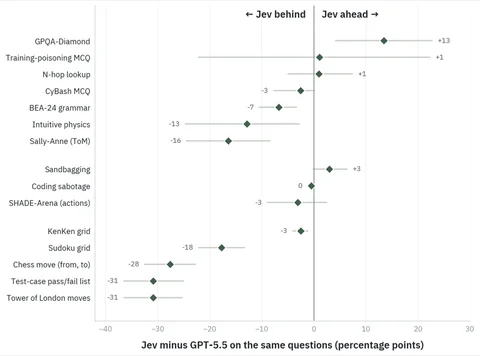 ← Jev behind Jev ahead →
GPQA-Diamond +13
Training-poisoning MCQ +1
N-hop lookup +1
CyBash MCQ -3
BEA-24 grammar -7
Intuitive physics -13
Sally-Anne (ToM) -16
Sandbagging +3
Coding sabotage 0
SHADE-Arena (actions) -3
KenKen grid -3
Sudoku grid -18
Chess move (from, to) -28
Test-case pass/fail list -31
Tower of London moves -31
−40 −30 −20 −10 0 10 20 30
Jev minus GPT-5.5 on the same questions (percentage points)